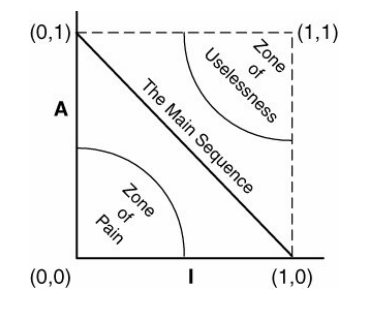 (0,1)
(1,1)
Zone
of
Uselessness
The Main Sequence
A
Zone
of
Pain
(0,0)
I
(1,0)